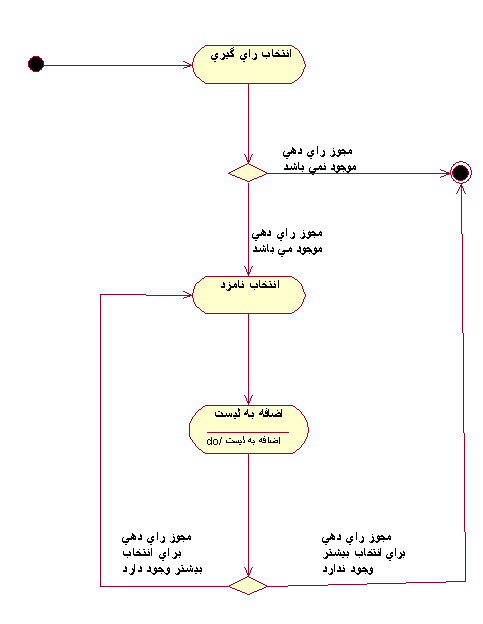 انتخاب راي گيري
مجوز راي دهي
موجود نمي باشد
مجوز راي دهي
موجود مي باشد
انتخاب نامزد
اضافه به ليست
do/ اضافه به ليست
مجوز راي دهي
براي انتخاب
بيشتر وجود دارد
مجوز راي دهي
براي انتخاب بيشتر
وجود ندارد